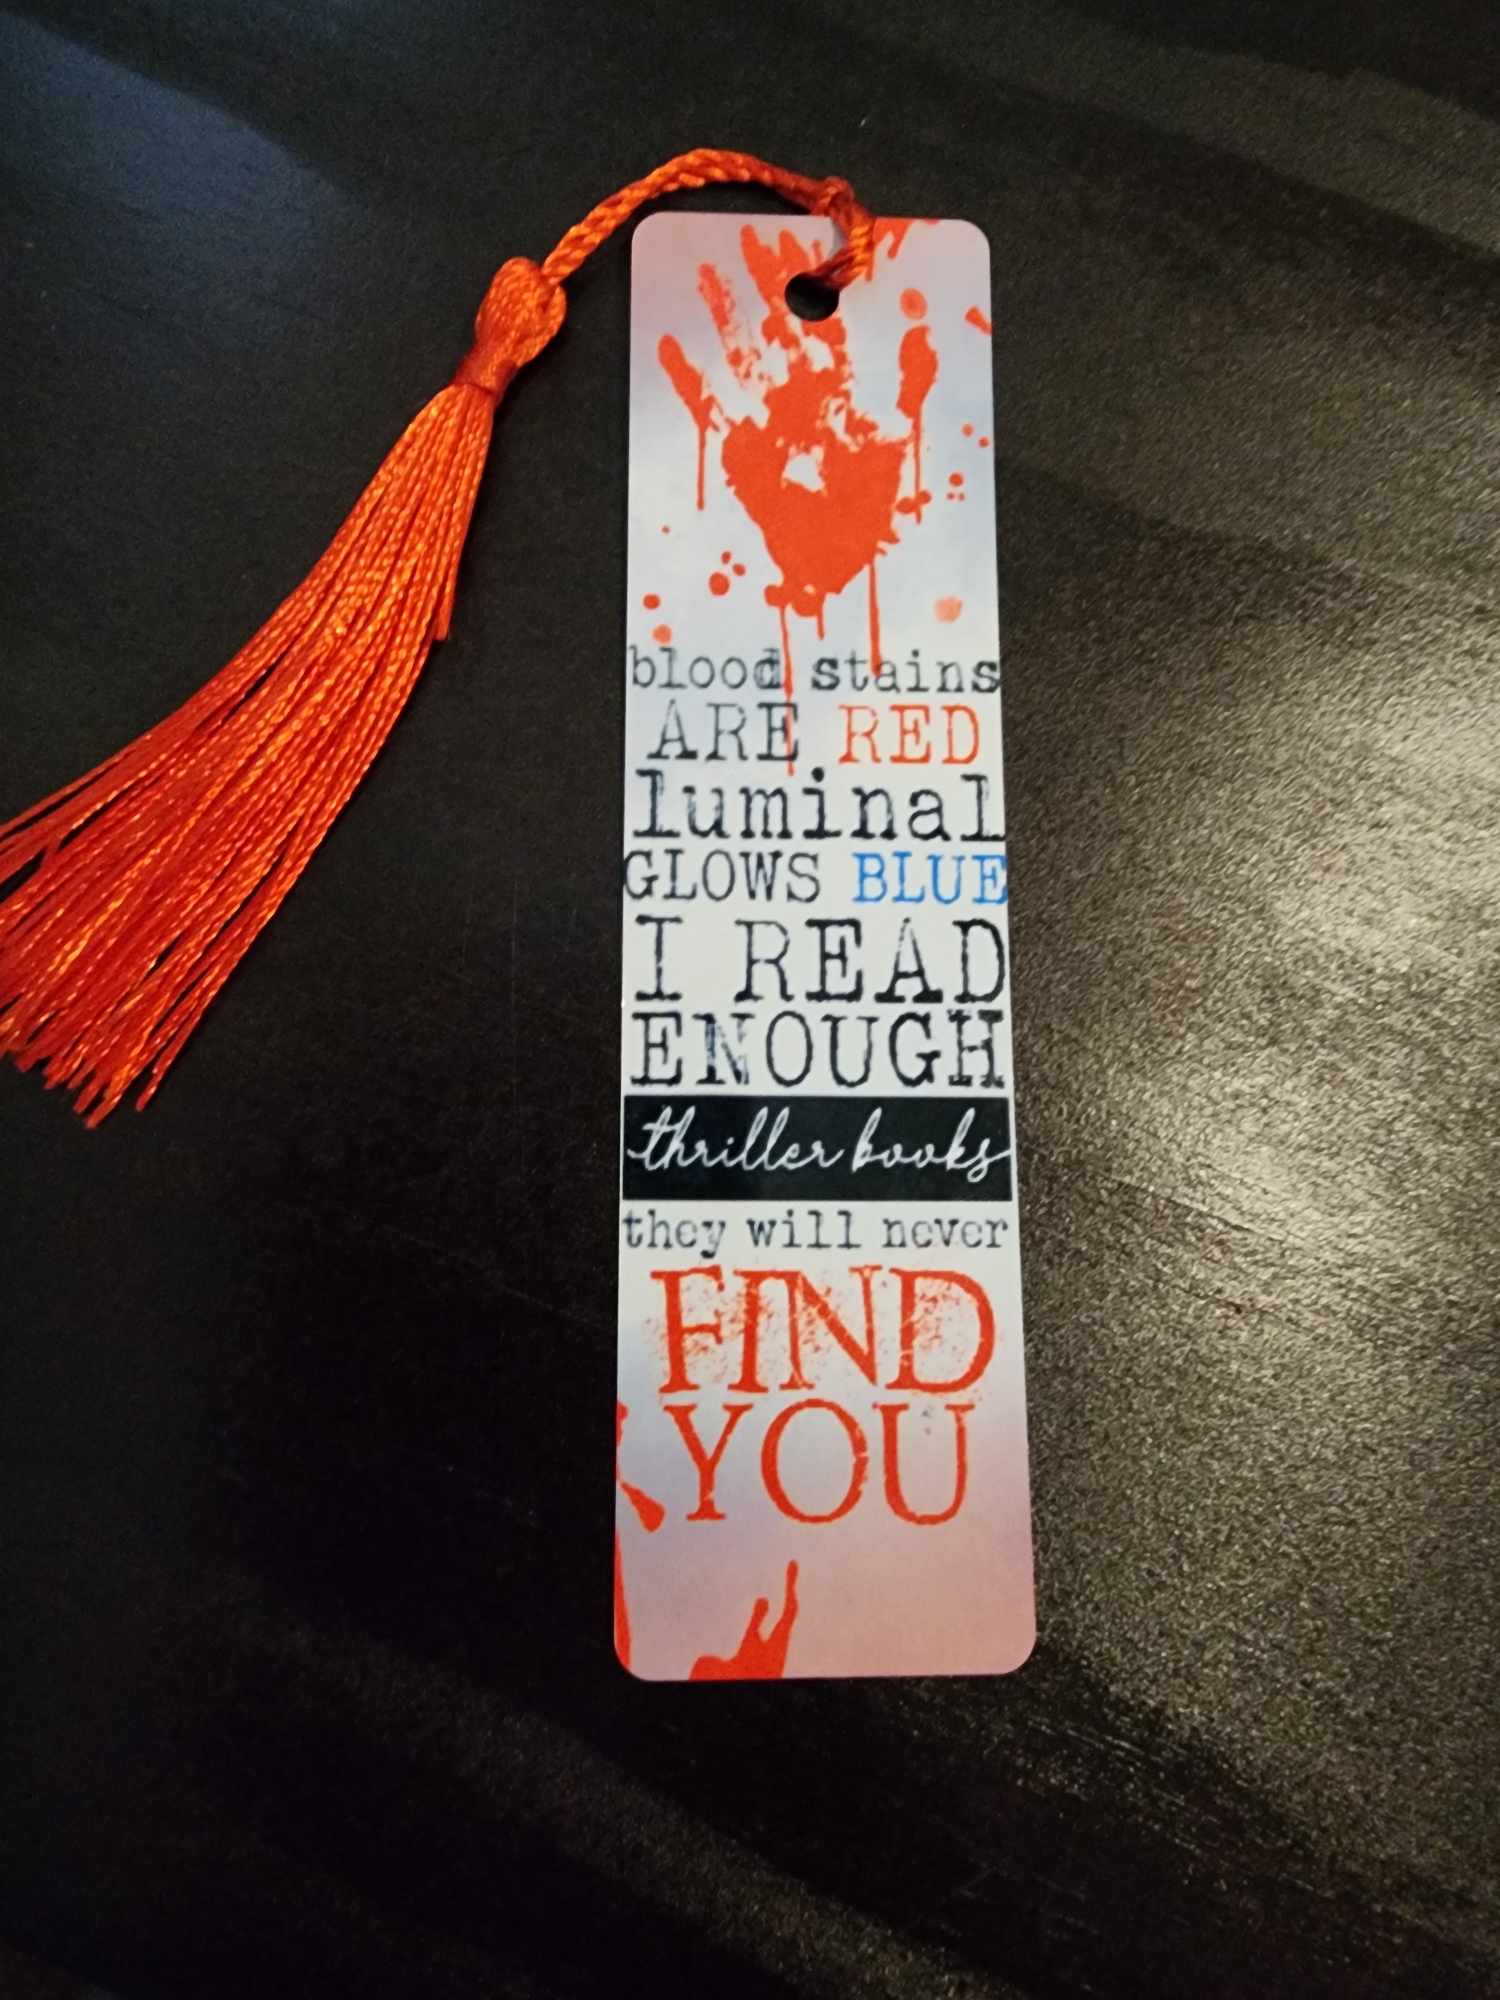 blood stains
ARE RED
luminal
GLOWS BLUE
I READ
ENOUGH
thriller books
they will never
FIND
YOU